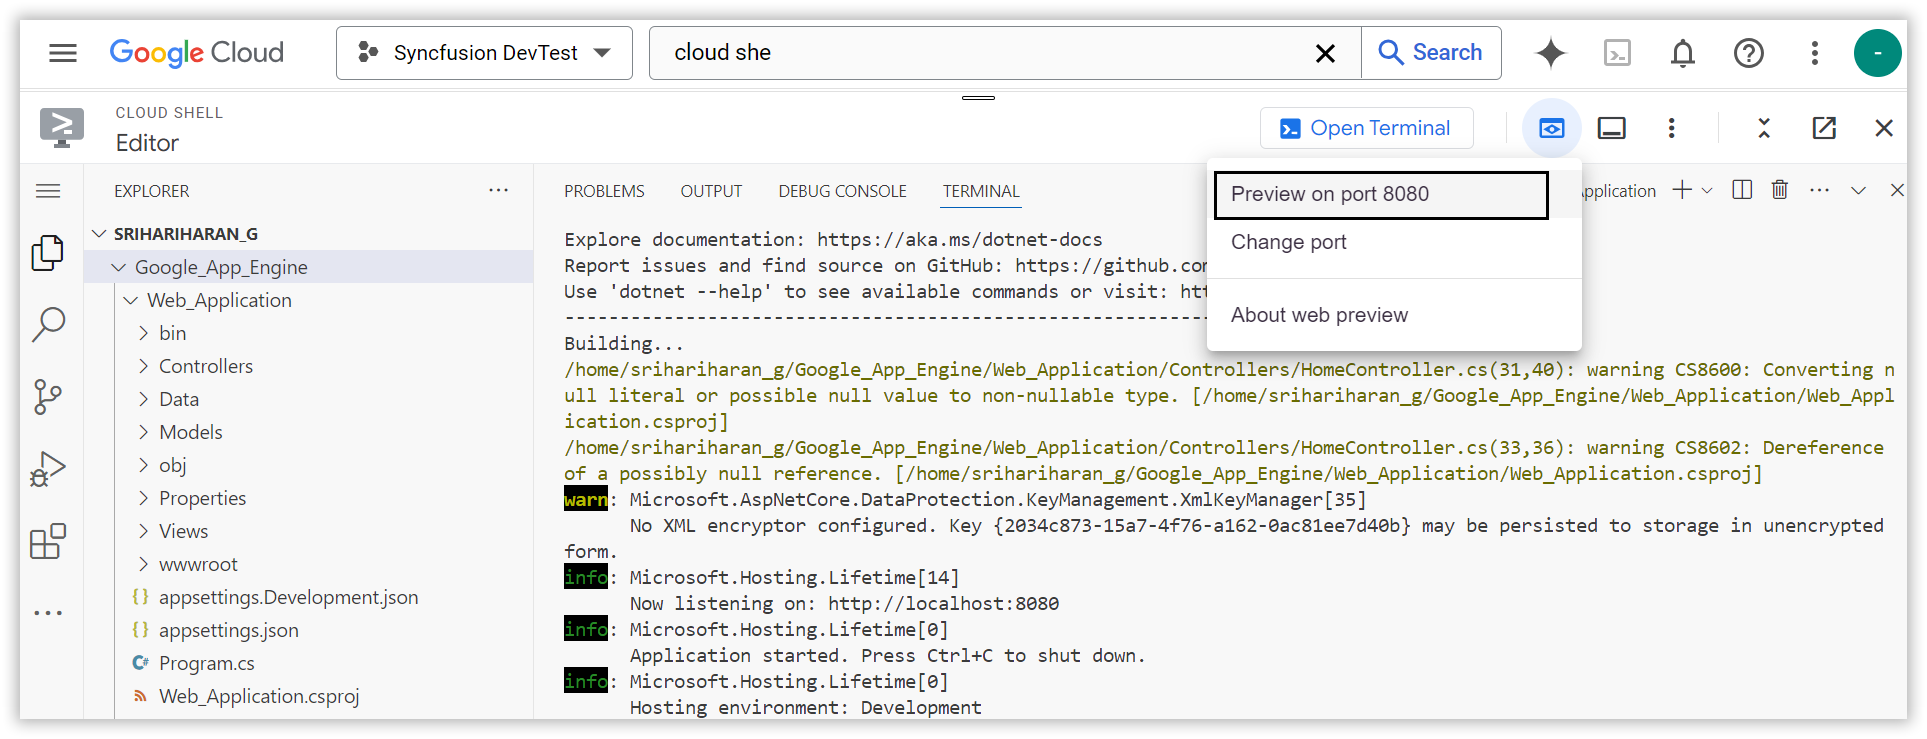 Google Cloud
Syncfusion DevTest
cloud she
Search
-
CLOUD SHELL
Editor
Open Terminal
Preview on port 8080
Change port
About web preview
EXPLORER
SRIHARIHARAN_G
Google_App_Engine
Web_Application
bin
Controllers
Data
Models
obj
Properties
Views
wwwroot
{} appsettings.Development.json
{} appsettings.json
C# Program.cs
Web_Application.csproj
PROBLEMS OUTPUT DEBUG CONSOLE TERMINAL
Explore documentation: https://aka.ms/dotnet-docs
Report issues and find source on GitHub: https://github.co
Use 'dotnet --help' to see available commands or visit:
--------------------------------------------------------
Building...
/home/srihariharan_g/Google_App_Engine/Web_Application/Controllers/HomeController.cs(31,40): warning CS8600: Converting n
ull literal or possible null value to non-nullable type. [/home/srihariharan_g/Google_App_Engine/Web_Application/Web_Appl
ication.csproj]
/home/srihariharan_g/Google_App_Engine/Web_Application/Controllers/HomeController.cs(33,36): warning CS8602: Dereference
of a possibly null reference. [/home/srihariharan_g/Google_App_Engine/Web_Application/Web_Application.csproj]
warn: Microsoft.AspNetCore.DataProtection.KeyManagement.XmlKeyManager[35]
No XML encryptor configured. Key {2034c873-15a7-4f76-a162-0ac81ee7d40b} may be persisted to storage in unencrypted
form.
info: Microsoft.Hosting.Lifetime[14]
Now listening on: http://localhost:8080
info: Microsoft.Hosting.Lifetime[0]
Application started. Press Ctrl+C to shut down.
info: Microsoft.Hosting.Lifetime[0]
Hosting environment: Development